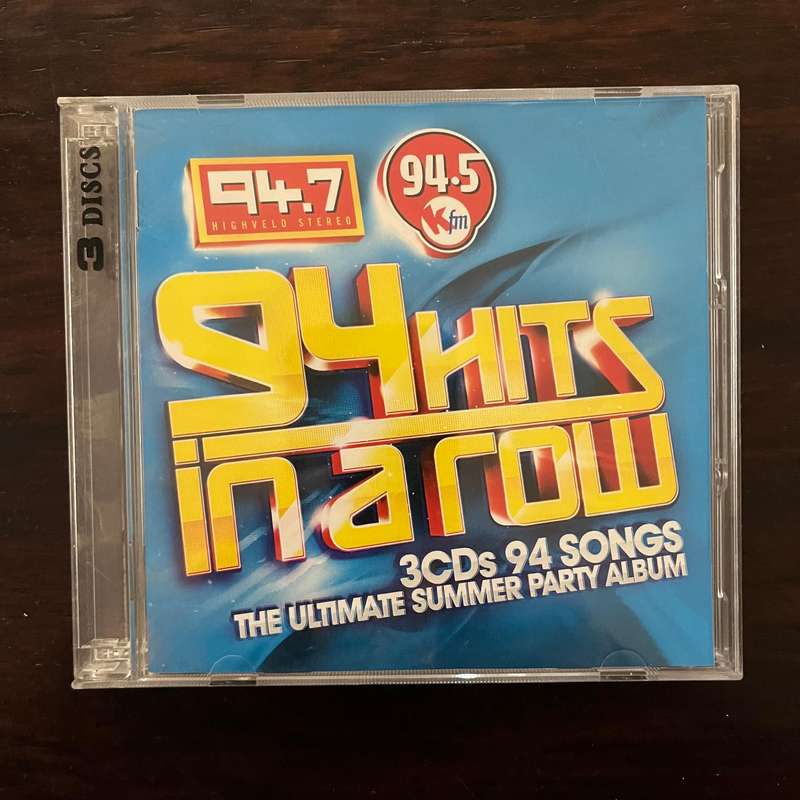 3 DISCS
94.7
HIGHVELD STEREO
94.5
Kfm
94 HITS
in a row
3CDs 94 SONGS
THE ULTIMATE SUMMER PARTY ALBUM